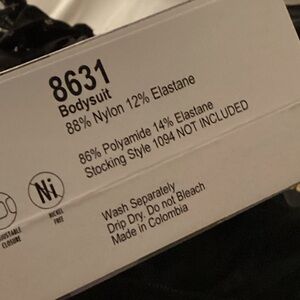 8631
Bodysuit
88% Nylon 12% Elastane
86% Polyamide 14% Elastane
Stocking Style 1094 NOT INCLUDED
Ni
NICKEL
FREE
CLOSURE
Wash Separately
Drip Dry. Do not Bleach
Made in Colombia